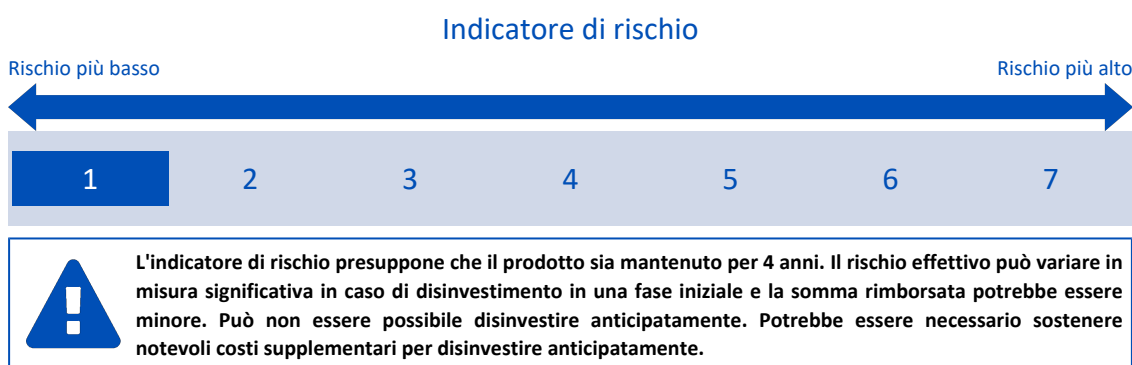 Indicatore di rischio
Rischio più basso
Rischio più alto
1 2 3 4 5 6 7
L'indicatore di rischio presuppone che il prodotto sia mantenuto per 4 anni. Il rischio effettivo può variare in
misura significativa in caso di disinvestimento in una fase iniziale e la somma rimborsata potrebbe essere
minore. Può non essere possibile disinvestire anticipatamente. Potrebbe essere necessario sostenere
notevoli costi supplementari per disinvestire anticipatamente.